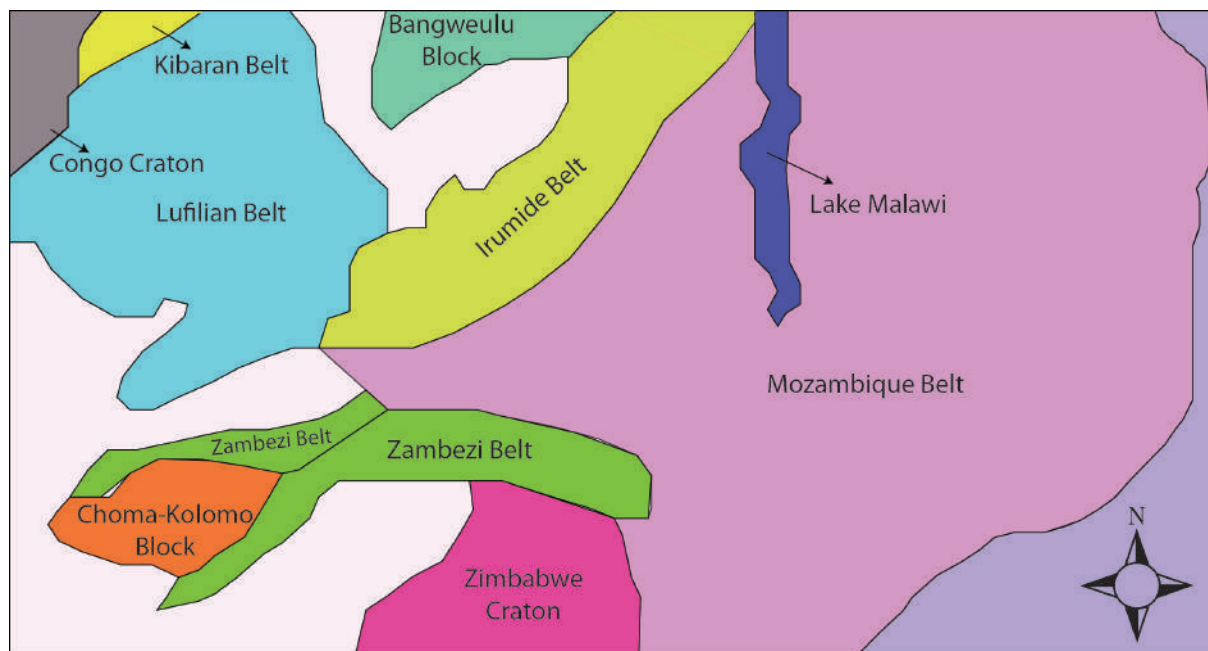 Bangweulu
Block
Kibaran Belt
Congo Craton
Lufilian Belt
Irumide Belt
Lake Malawi
Mozambique Belt
Zambezi Belt
Zambezi Belt
Choma-Kolomo
Block
Zimbabwe
Craton
N